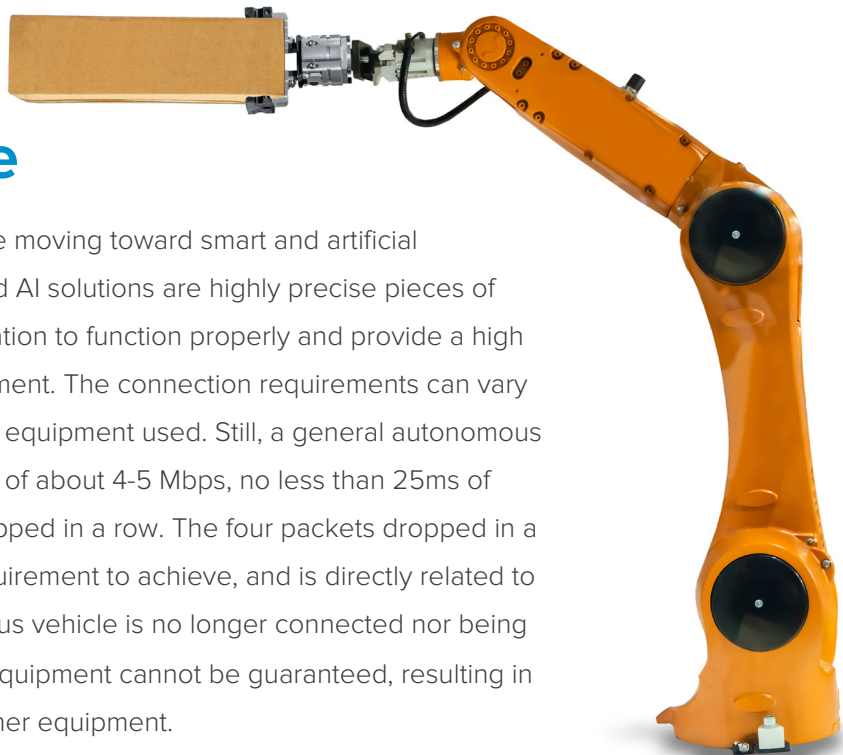 e
e moving toward smart and artificial
d AI solutions are highly precise pieces of
ation to function properly and provide a high
ment. The connection requirements can vary
equipment used. Still, a general autonomous
of about 4-5 Mbps, no less than 25ms of
pped in a row. The four packets dropped in a
uirement to achieve, and is directly related to
us vehicle is no longer connected nor being
equipment cannot be guaranteed, resulting in
her equipment.